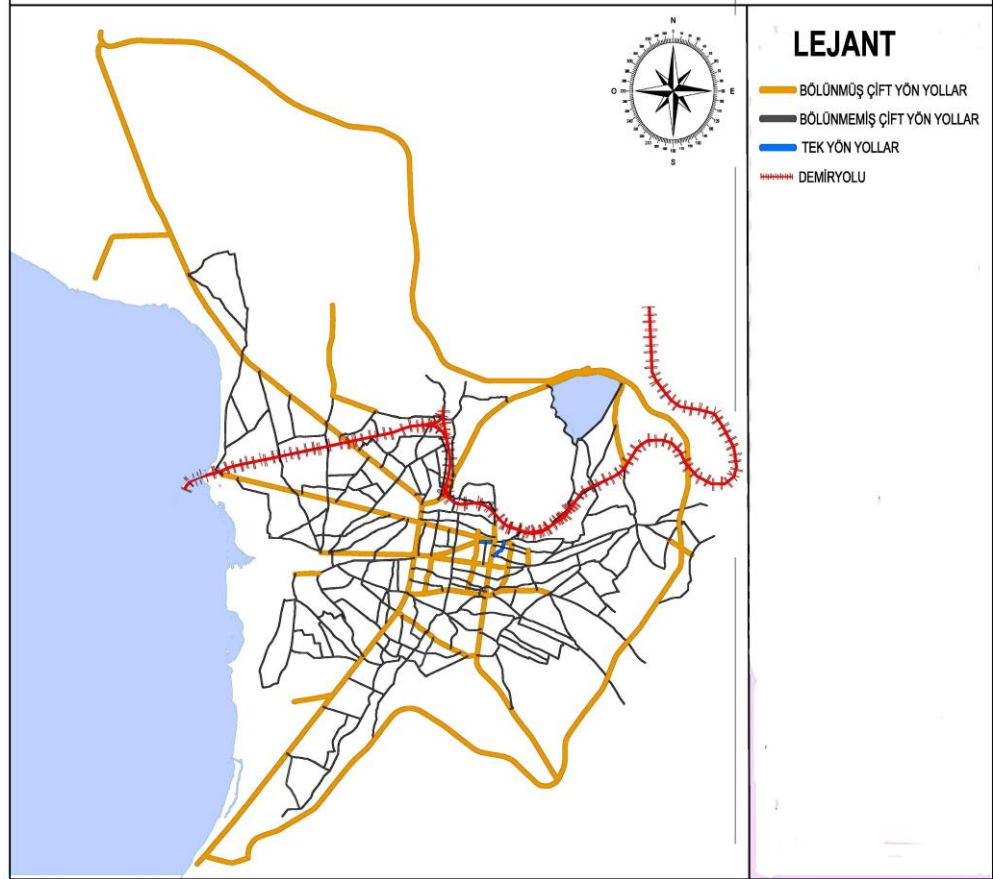 N
O
E
S
LEJANT
BÖLÜNMÜŞ ÇİFT YÖN YOLLAR
BÖLÜNMEMİŞ ÇİFT YÖN YOLLAR
TEK YÖN YOLLAR
DEMİRYOLU